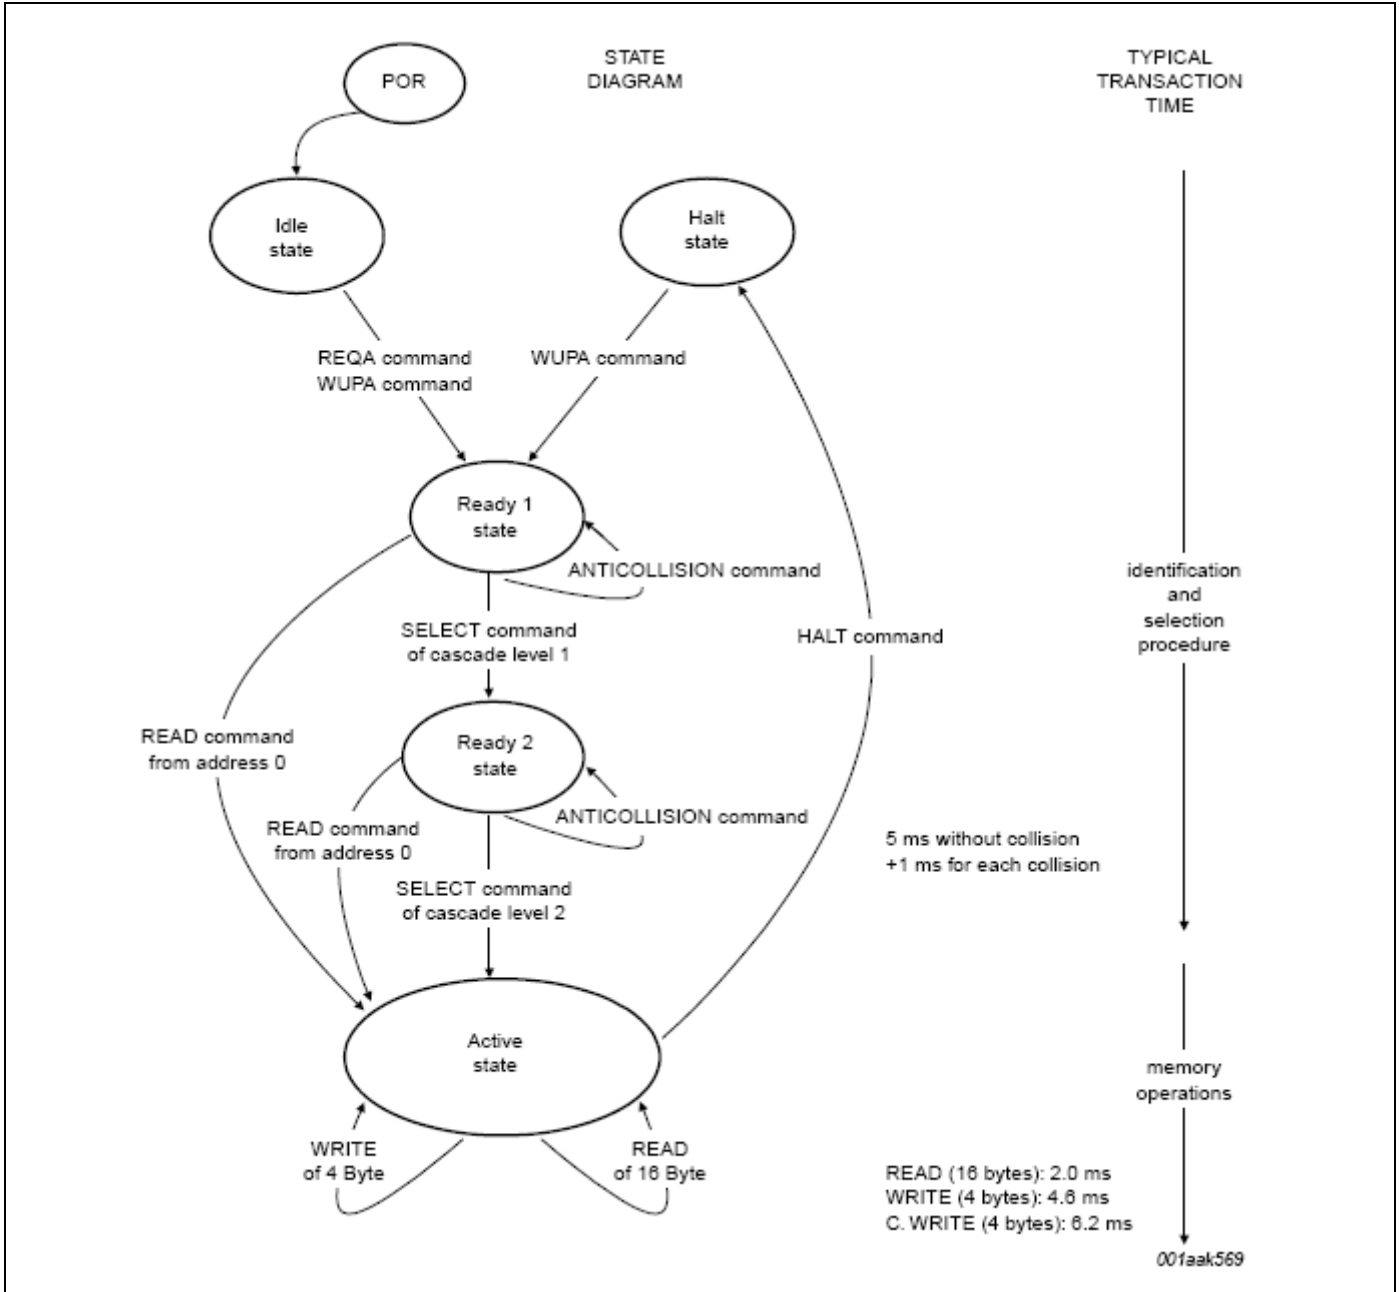 POR
STATE
DIAGRAM
TYPICAL
TRANSACTION
TIME
Idle
state
Halt
state
REQA command
WUPA command
WUPA command
Ready 1
state
ANTICOLLISION command
identification
and
selection
procedure
SELECT command
of cascade level 1
HALT command
READ command
from address 0
Ready 2
state
ANTICOLLISION command
READ command
from address 0
5 ms without collision
+1 ms for each collision
SELECT command
of cascade level 2
Active
state
memory
operations
WRITE
of 4 Byte
READ
of 16 Byte
READ (16 bytes): 2.0 ms
WRITE (4 bytes): 4.6 ms
C. WRITE (4 bytes): 6.2 ms
001aak569